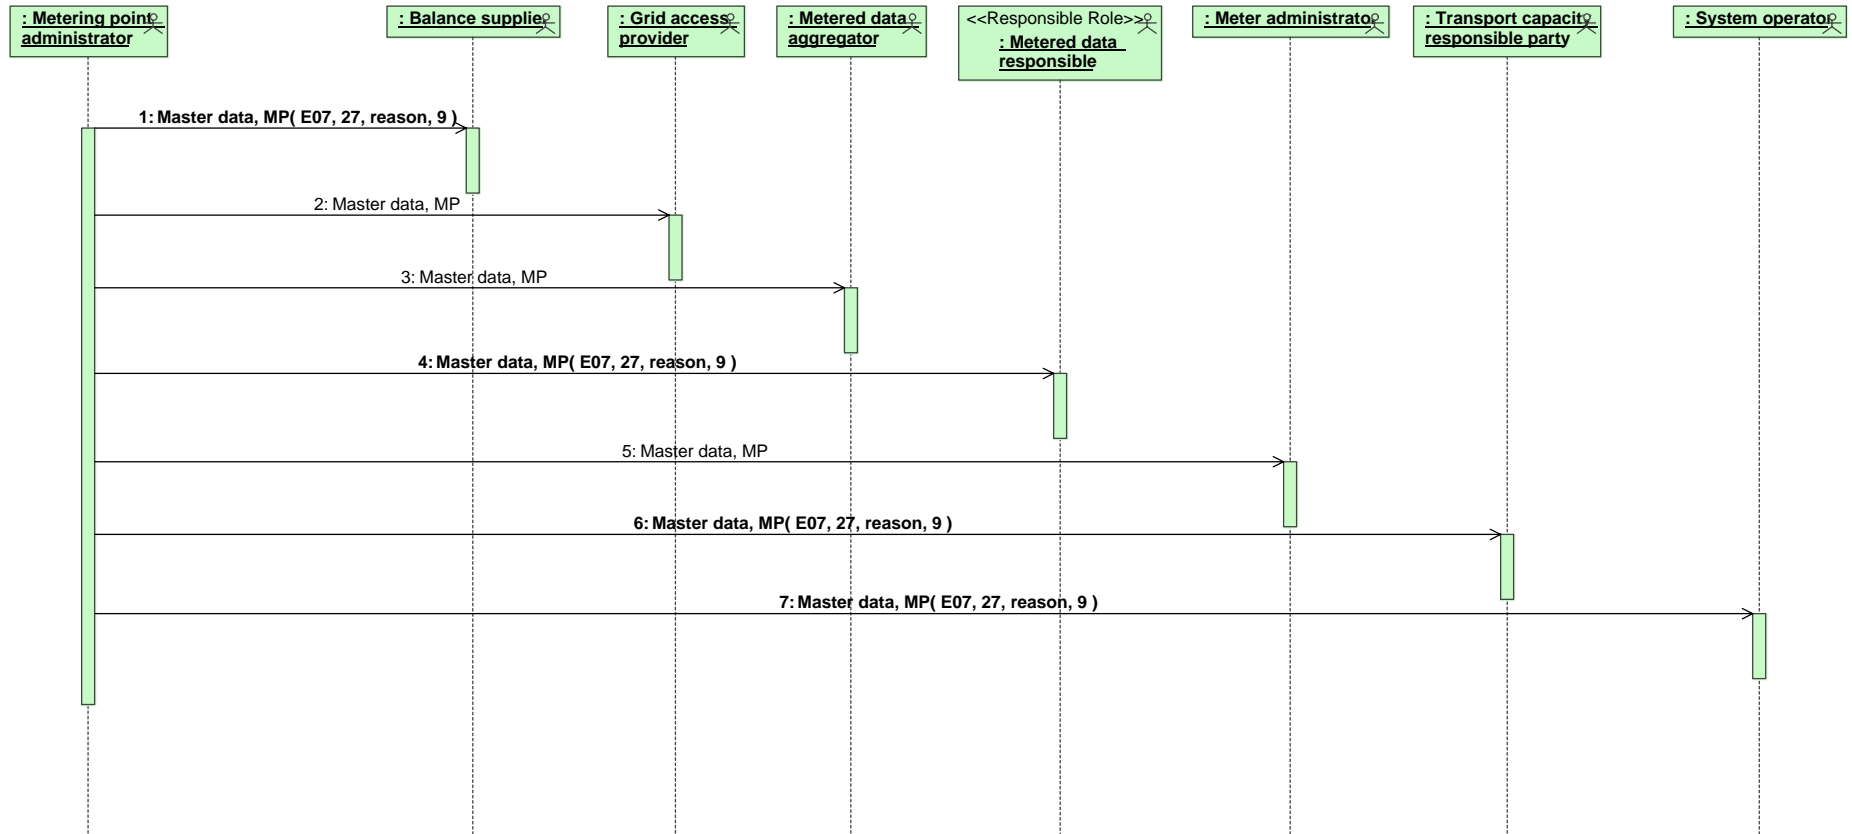 : Metering point
administrator
: Balance supplier
: Grid access
provider
: Metered data
aggregator
<<Responsible Role>>
: Metered data
responsible
: Meter administrator
: Transport capacity
responsible party
: System operator
1: Master data, MP( E07, 27, reason, 9 )
2: Master data, MP
3: Master data, MP
4: Master data, MP( E07, 27, reason, 9 )
5: Master data, MP
6: Master data, MP( E07, 27, reason, 9 )
7: Master data, MP( E07, 27, reason, 9 )